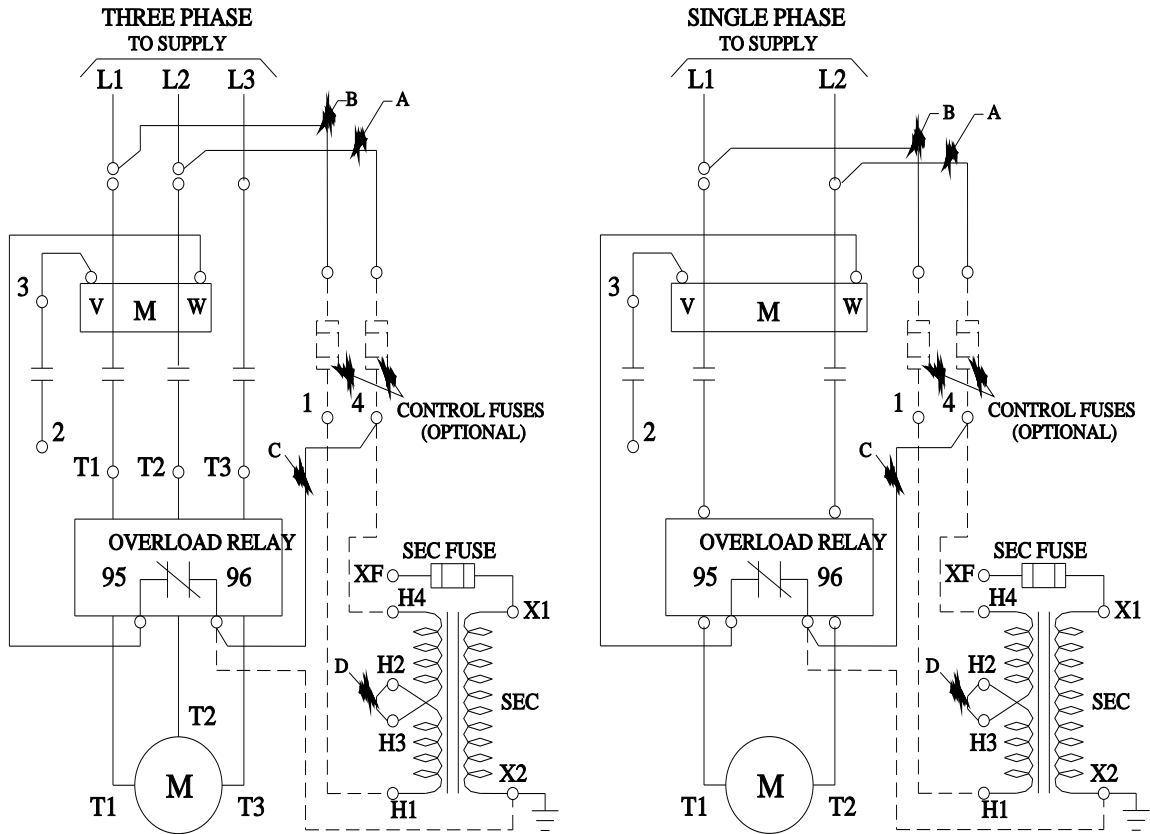 THREE PHASE
TO SUPPLY
L1 L2 L3
B
A
3
V M W
1 4
CONTROL FUSES
(OPTIONAL)
2
C
T1 T2 T3
OVERLOAD RELAY
SEC FUSE
95 96
XF
H4
X1
D
H2
SEC
T2
H3
M
X2
T1 T3
H1
SINGLE PHASE
TO SUPPLY
L1 L2
B
A
3
V M W
1 4
CONTROL FUSES
(OPTIONAL)
2
C
OVERLOAD RELAY
SEC FUSE
95 96
XF
H4
X1
D
H2
SEC
H3
M
X2
T1 T2
H1